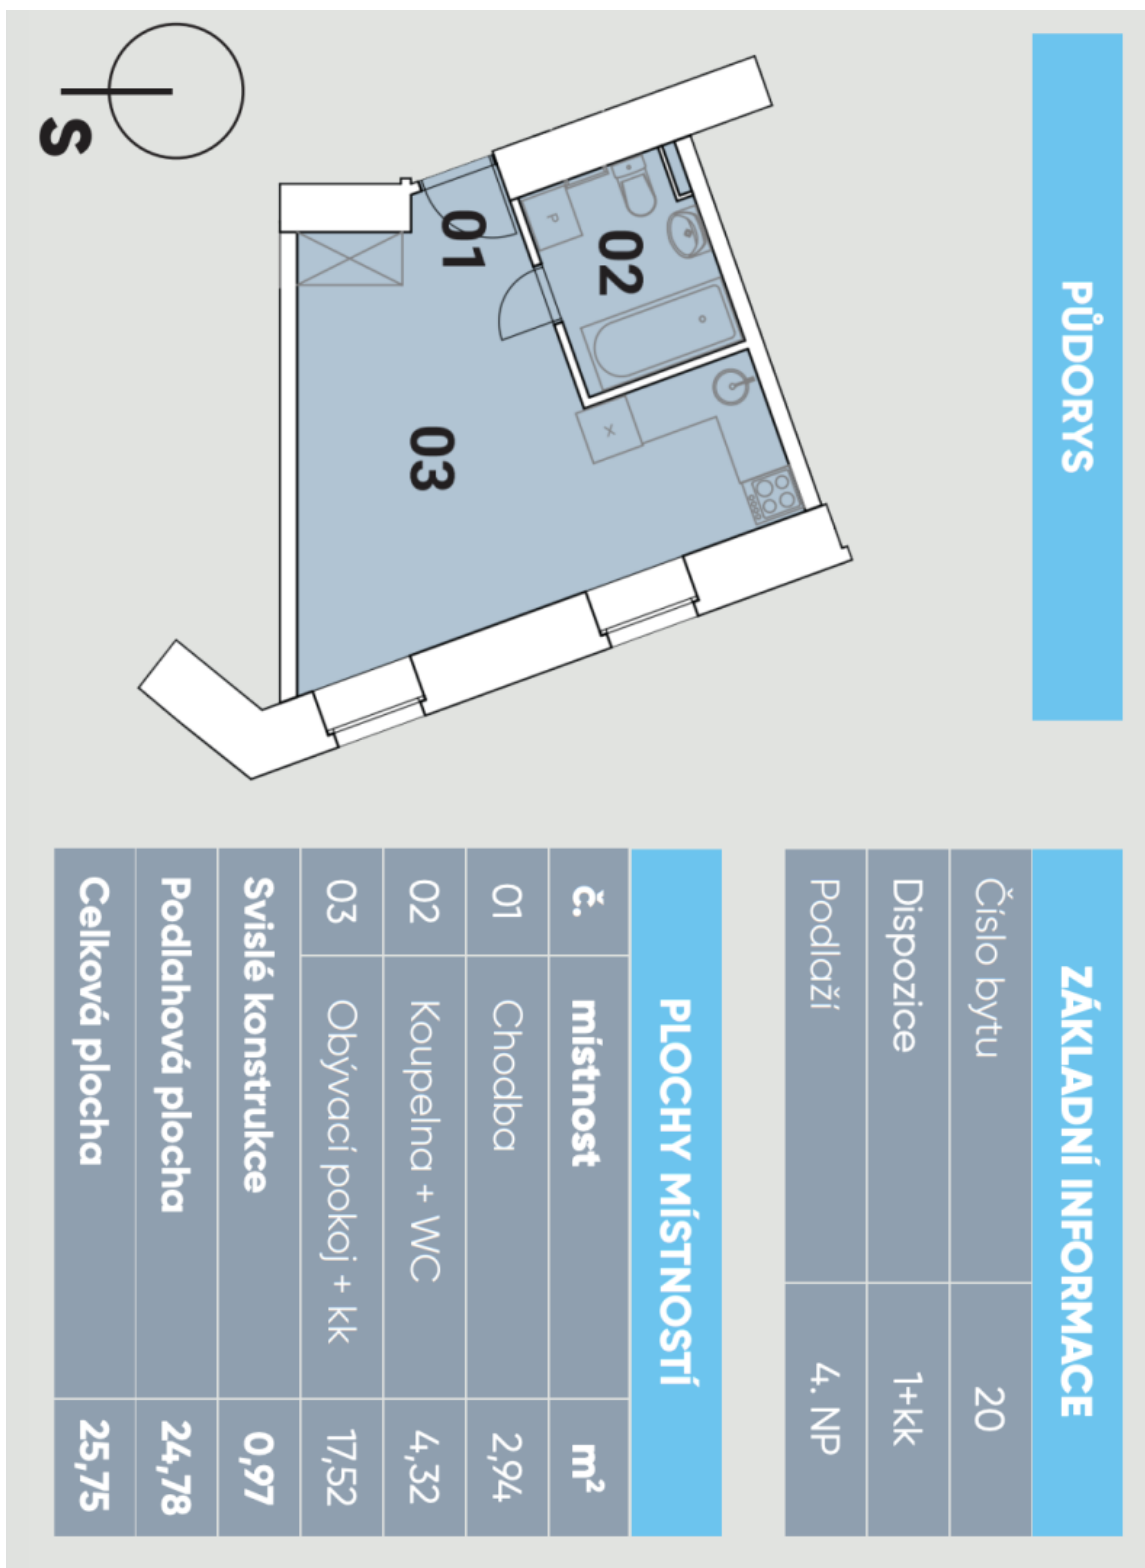 PŮDORYS
S
01
02
03
P
X
ZÁKLADNÍ INFORMACE
Číslo bytu 20
Dispozice 1+kk
Podlaží 4. NP
PLOCHY MÍSTNOSTÍ
č. místnost m²
01 Chodba 2,94
02 Koupelna + WC 4,32
03 Obývací pokoj + kk 17,52
Svislé konstrukce 0,97
Podlahová plocha 24,78
Celková plocha 25,75